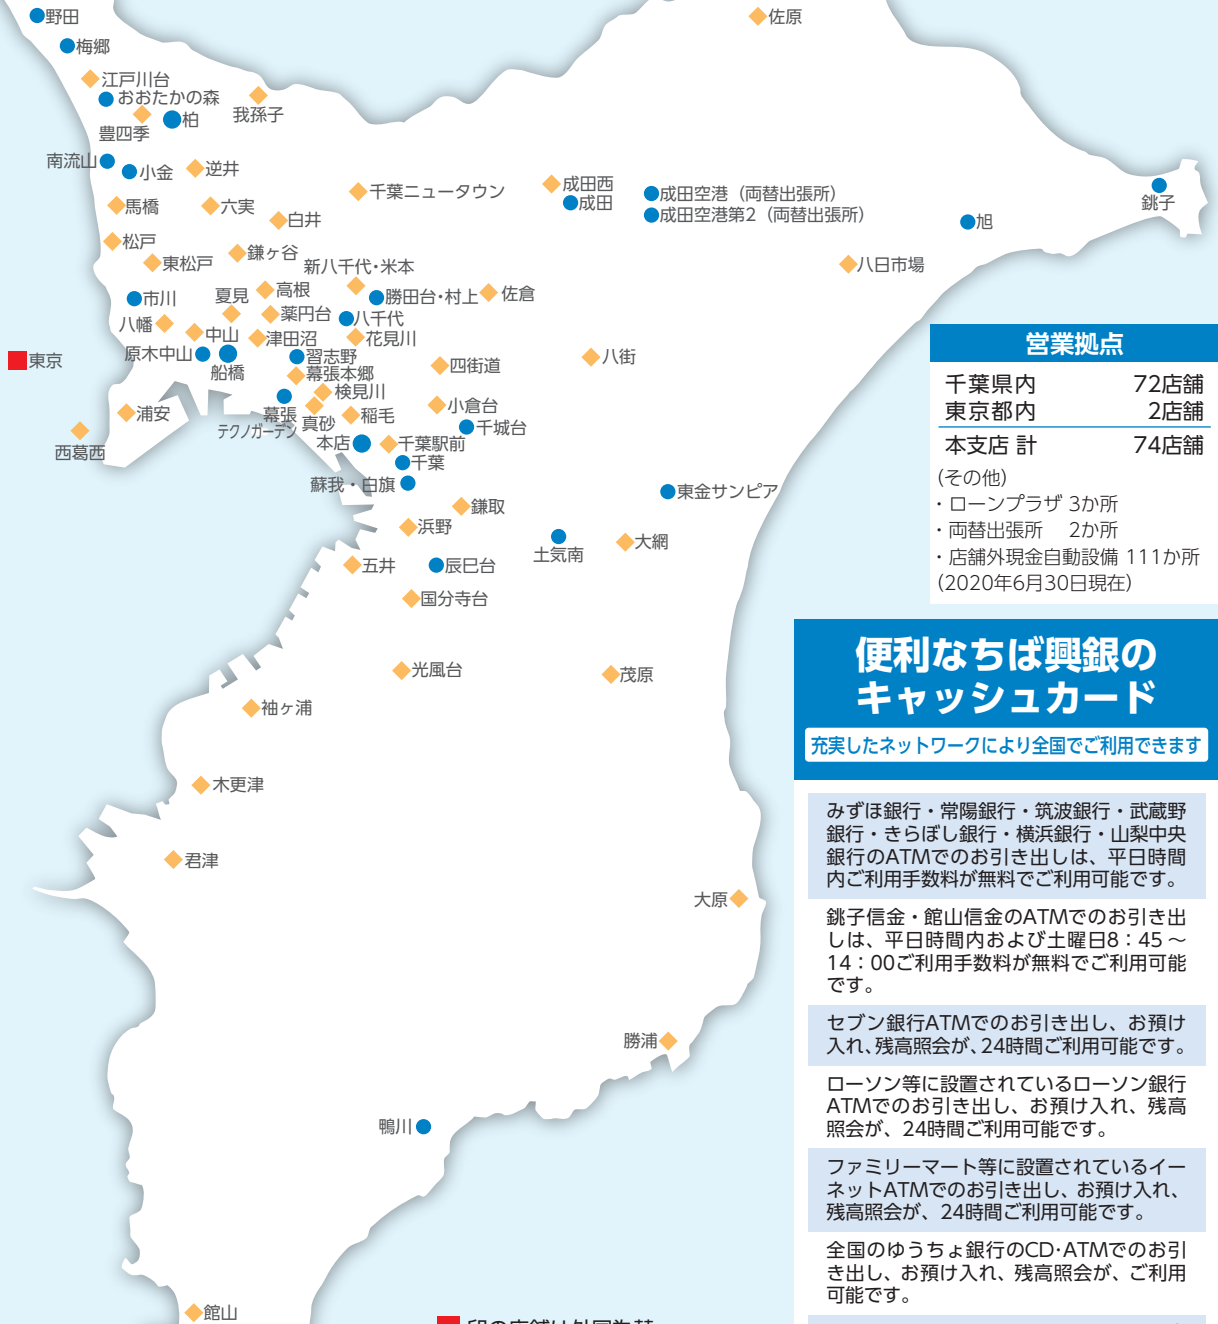 野田
佐原
梅郷
江戸川台
おおたかの森
我孫子
豊四季
柏
南流山
小金
逆井
千葉ニュータウン
成田西
成田
成田空港（両替出張所）
成田空港第2（両替出張所）
銚子
旭
馬橋
六実
白井
松戸
東松戸
鎌ヶ谷
新八千代・米本
八日市場
市川
夏見
高根
勝田台・村上
佐倉
八幡
中山
薬円台
八千代
津田沼
花見川
原木中山
船橋
習志野
四街道
八街
東京
幕張本郷
検見川
浦安
幕張
テクノガーデン
真砂
稲毛
小倉台
千城台
西葛西
本店
千葉駅前
千葉
蘇我・白旗
東金サンピア
鎌取
浜野
土気南
大網
五井
辰巳台
国分寺台
光風台
茂原
袖ヶ浦
木更津
君津
大原
勝浦
鴨川
館山
営業拠点
千葉県内 72店舗
東京都内 2店舗
本支店 計 74店舗
(その他)
・ローンプラザ 3か所
・両替出張所 2か所
・店舗外現金自動設備 111か所
(2020年6月30日現在)
便利なちば興銀の
キャッシュカード
充実したネットワークにより全国でご利用できます
みずほ銀行・常陽銀行・筑波銀行・武蔵野
銀行・きらぼし銀行・横浜銀行・山梨中央
銀行のATMでのお引き出しは、平日時間
内ご利用手数料が無料でご利用可能です。
銚子信金・館山信金のATMでのお引き出
しは、平日時間内および土曜日8：45～
14：00ご利用手数料が無料でご利用可能
です。
セブン銀行ATMでのお引き出し、お預け
入れ、残高照会が、24時間ご利用可能です。
ローソン等に設置されているローソン銀行
ATMでのお引き出し、お預け入れ、残高
照会が、24時間ご利用可能です。
ファミリーマート等に設置されているイー
ネットATMでのお引き出し、お預け入れ、
残高照会が、24時間ご利用可能です。
全国のゆうちょ銀行のCD・ATMでのお引
き出し、お預け入れ、残高照会が、ご利用
可能です。